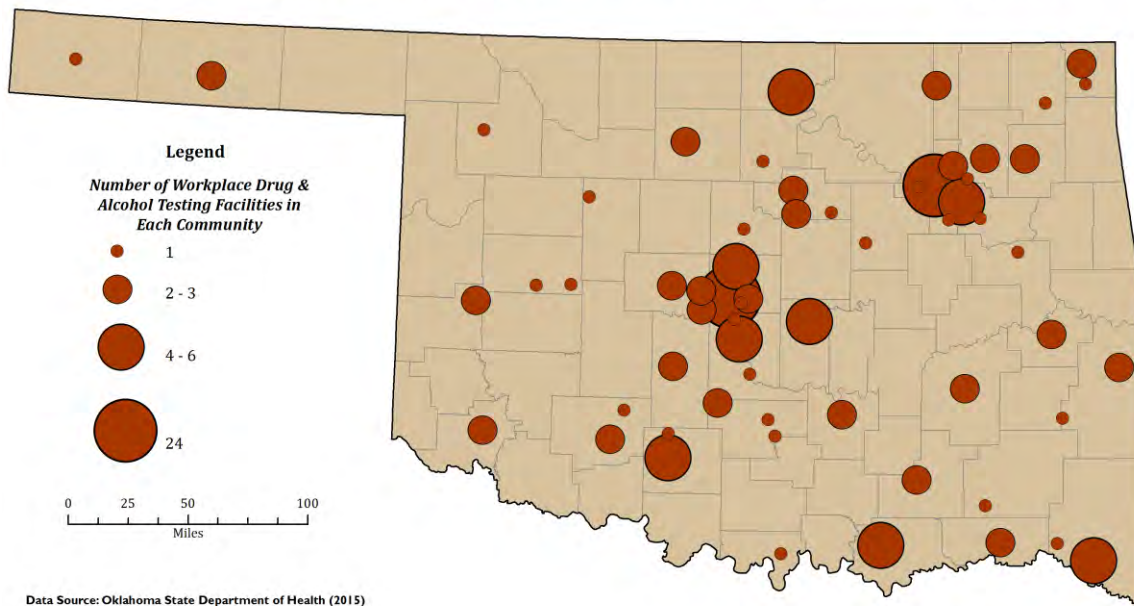 Legend
Number of Workplace Drug &
Alcohol Testing Facilities in
Each Community
1
2 - 3
4 - 6
24
0 25 50 100
Miles
Data Source: Oklahoma State Department of Health (2015)